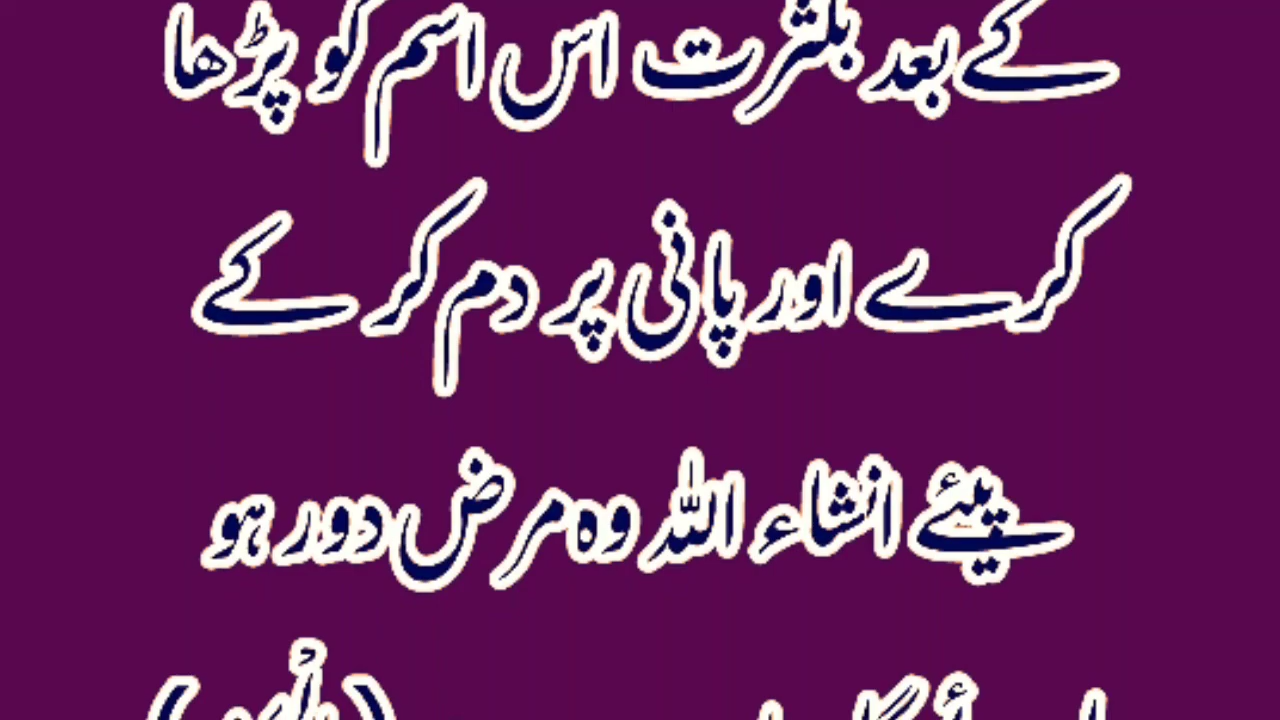 کے بعد بکثرت اس اسم کو پڑھا
کرے اور پانی پر دم کر کے
پیئے انشاء اللہ وہ مرض دور ہو